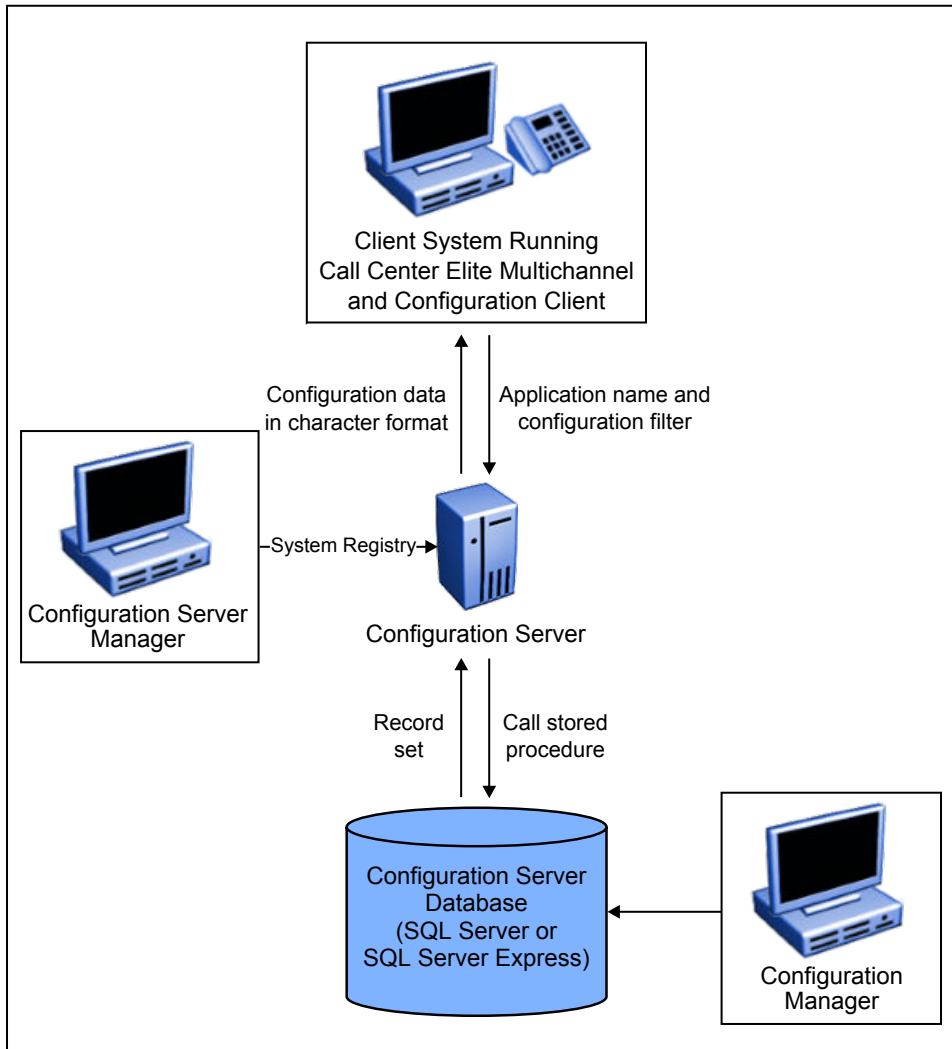 Client System Running
Call Center Elite Multichannel
and Configuration Client
Configuration data
in character format
Application name and
configuration filter
System Registry
Configuration Server
Manager
Configuration Server
Record
set
Call stored
procedure
Configuration Server
Database
(SQL Server or
SQL Server Express)
Configuration
Manager